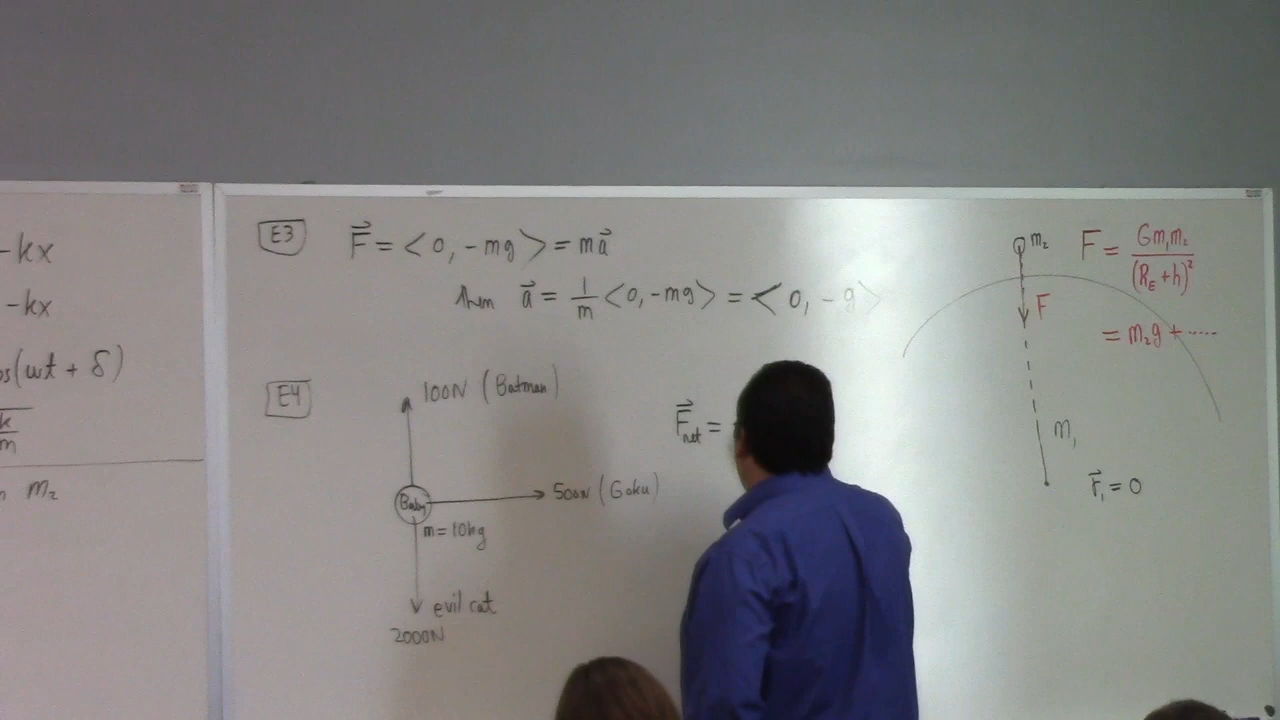 -kx
-kx
os(ωt + δ)
k
m
m₂
E3
F⃗ = <0, -mg> = ma⃗
then a⃗ = 1/m <0, -mg> = <0, -g>
E4
100N (Batman)
Baby
500N (Goku)
m=10kg
evil cat
2000N
F⃗net =
m₂
F = Gm₁m₂/(R_E+h)²
F
= m₂g + .....
m₁
r⃗₁ = 0